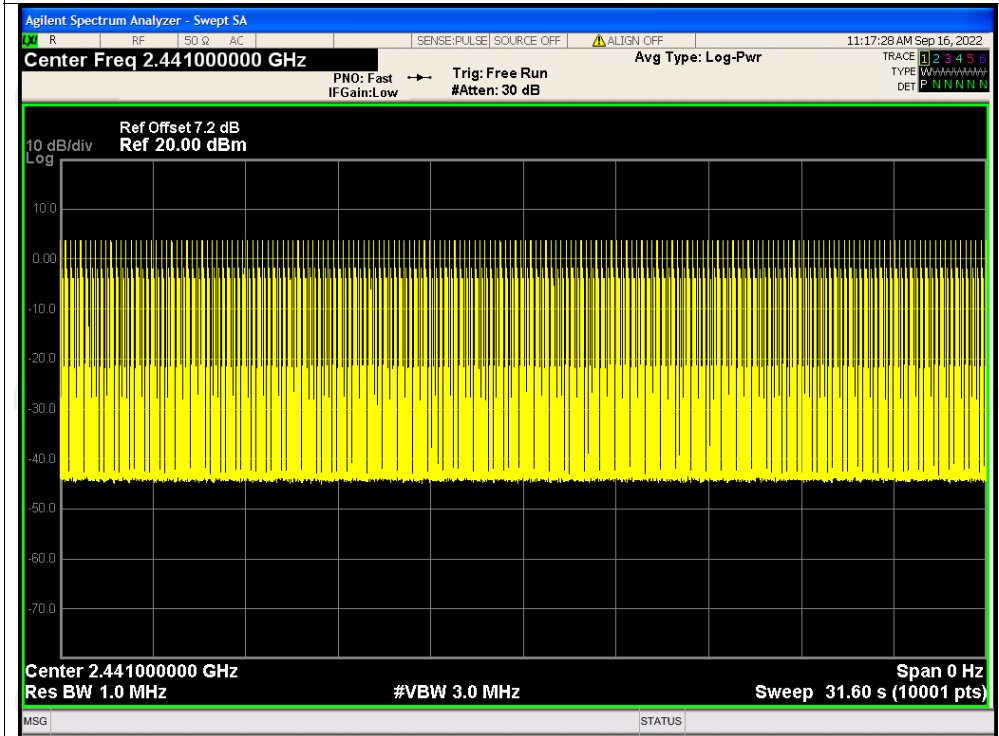 Agilent Spectrum Analyzer - Swept SA
LXI R RF 50 Ω AC SENSE:PULSE SOURCE OFF ALIGN OFF 11:17:28 AM Sep 16, 2022
Center Freq 2.441000000 GHz Avg Type: Log-Pwr TRACE 1 2 3 4 5 6
PNO: Fast Trig: Free Run TYPE W
IFGain:Low #Atten: 30 dB DET P N N N N N
Ref Offset 7.2 dB
10 dB/div Ref 20.00 dBm
Log
10.0
0.00
-10.0
-20.0
-30.0
-40.0
-50.0
-60.0
-70.0
Center 2.441000000 GHz Span 0 Hz
Res BW 1.0 MHz #VBW 3.0 MHz Sweep 31.60 s (10001 pts)
MSG STATUS